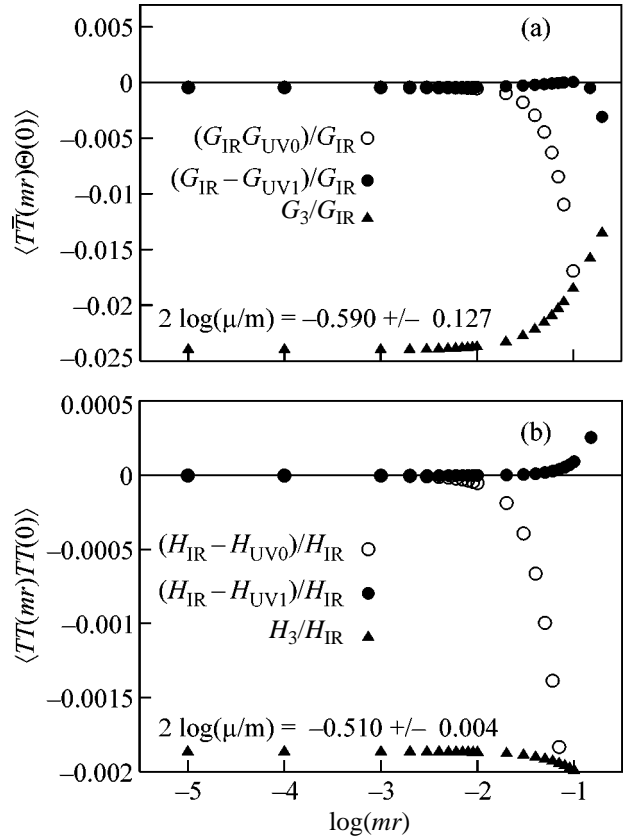 0.005
(a)
0
−0.005
(G_IR G_UV0)/G_IR
−0.01
(G_IR − G_UV1)/G_IR
G_3/G_IR
−0.015
−0.02
2 log(μ/m) = −0.590 +/− 0.127
−0.025
⟨TT̅(mr)Θ(0)⟩
0.0005
(b)
0
−0.0005
(H_IR − H_UV0)/H_IR
(H_IR − H_UV1)/H_IR
−0.001
H_3/H_IR
−0.0015
2 log(μ/m) = −0.510 +/− 0.004
−0.002
⟨TT(mr)TT(0)⟩
−5 −4 −3 −2 −1
log(mr)